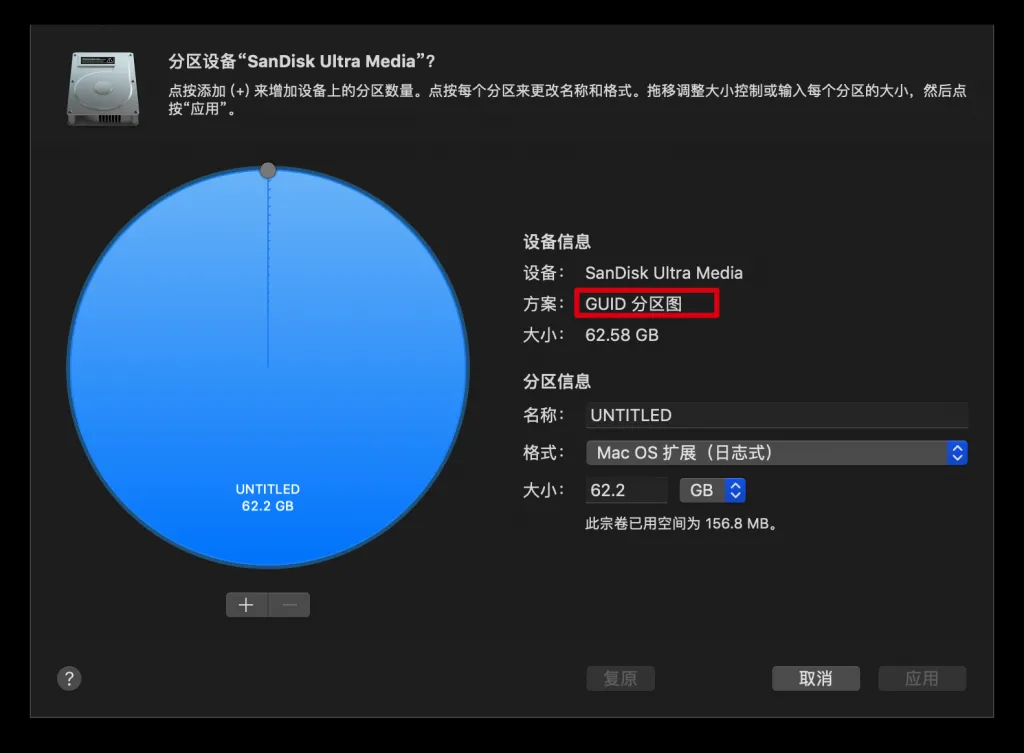 分区设备“SanDisk Ultra Media”?
点按添加 (+) 来增加设备上的分区数量。点按每个分区来更改名称和格式。拖移调整大小控制或输入每个分区的大小，然后点
按“应用”。
UNTITLED
62.2 GB
设备信息
设备： SanDisk Ultra Media
方案： GUID 分区图
大小： 62.58 GB
分区信息
名称： UNTITLED
格式： Mac OS 扩展（日志式）
大小： 62.2 GB
此宗卷已用空间为 156.8 MB。
+ −
? 复原 取消 应用